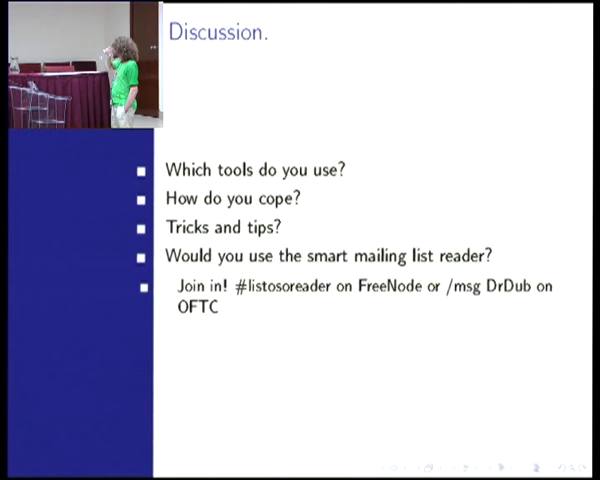 Discussion.
Which tools do you use?
How do you cope?
Tricks and tips?
Would you use the smart mailing list reader?
Join in! #listosoreader on FreeNode or /msg DrDub on
OFTC